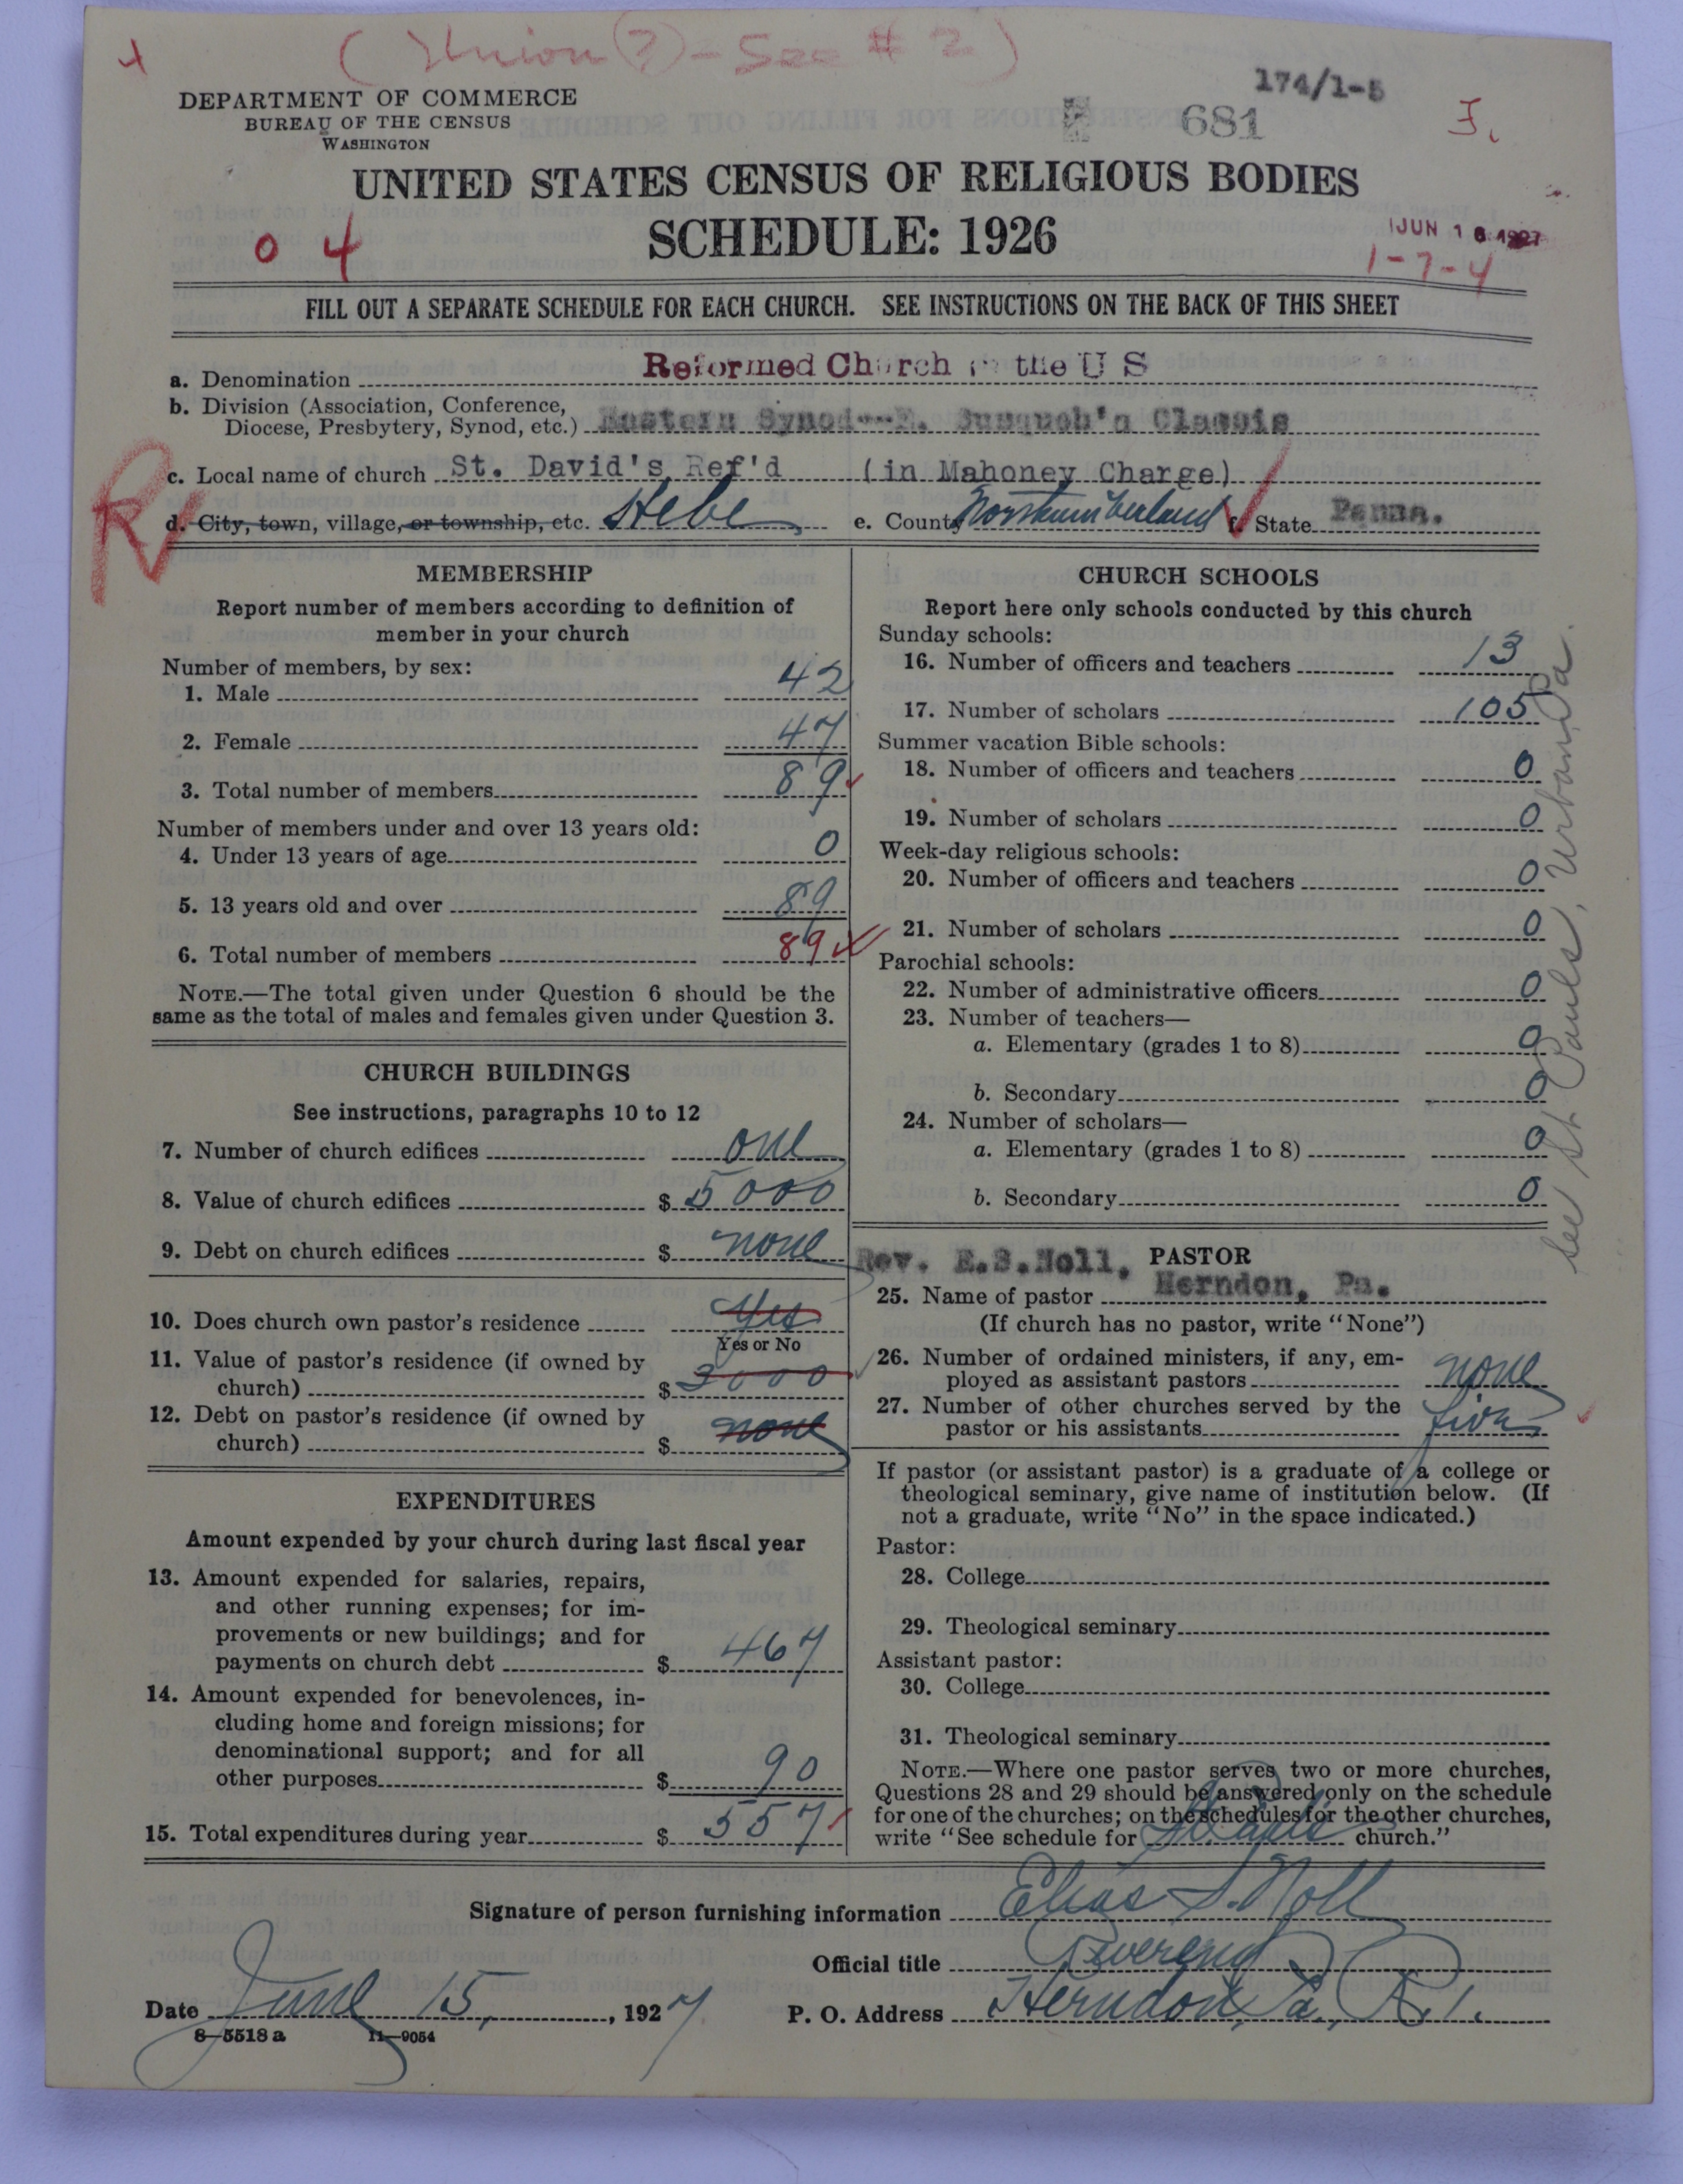 (Union (?) - See # 2)
174/1-5
DEPARTMENT OF COMMERCE
BUREAU OF THE CENSUS
WASHINGTON
681
UNITED STATES CENSUS OF RELIGIOUS BODIES
SCHEDULE: 1926
0 4
JUN 16 1927
1-7-4
FILL OUT A SEPARATE SCHEDULE FOR EACH CHURCH. SEE INSTRUCTIONS ON THE BACK OF THIS SHEET
a. Denomination Reformed Church in the U S
b. Division (Association, Conference,
Diocese, Presbytery, Synod, etc.) Eastern Synod--E. Susqueh'a Classis
c. Local name of church St. David's Ref'd (in Mahoney Charge)
R
d. City, town, village, or township, etc. Hebe e. County Northumberland f. State Penna.
MEMBERSHIP
Report number of members according to definition of
member in your church
Number of members, by sex:
1. Male 42
2. Female 47
3. Total number of members 89
Number of members under and over 13 years old:
4. Under 13 years of age 0
5. 13 years old and over 89
6. Total number of members 89
NOTE.—The total given under Question 6 should be the
same as the total of males and females given under Question 3.
CHURCH BUILDINGS
See instructions, paragraphs 10 to 12
7. Number of church edifices one
8. Value of church edifices $ 5000
9. Debt on church edifices $ none
10. Does church own pastor's residence Yes
Yes or No
11. Value of pastor's residence (if owned by
church) $ 3000
12. Debt on pastor's residence (if owned by
church) $ none
EXPENDITURES
Amount expended by your church during last fiscal year
13. Amount expended for salaries, repairs,
and other running expenses; for im-
provements or new buildings; and for
payments on church debt $ 467
14. Amount expended for benevolences, in-
cluding home and foreign missions; for
denominational support; and for all
other purposes $ 90
15. Total expenditures during year $ 557
CHURCH SCHOOLS
Report here only schools conducted by this church
Sunday schools:
16. Number of officers and teachers 13
17. Number of scholars 105
Summer vacation Bible schools:
18. Number of officers and teachers 0
19. Number of scholars 0
Week-day religious schools:
20. Number of officers and teachers 0
21. Number of scholars 0
Parochial schools:
22. Number of administrative officers 0
23. Number of teachers—
a. Elementary (grades 1 to 8) 0
b. Secondary 0
24. Number of scholars—
a. Elementary (grades 1 to 8) 0
b. Secondary 0
See St Pauls, Urban, Pa.
PASTOR
Rev. E.S.Noll,
Herndon, Pa.
25. Name of pastor
(If church has no pastor, write "None")
26. Number of ordained ministers, if any, em-
ployed as assistant pastors none
27. Number of other churches served by the
pastor or his assistants five
If pastor (or assistant pastor) is a graduate of a college or
theological seminary, give name of institution below. (If
not a graduate, write "No" in the space indicated.)
Pastor:
28. College
29. Theological seminary
Assistant pastor:
30. College
31. Theological seminary
NOTE.—Where one pastor serves two or more churches,
Questions 28 and 29 should be answered only on the schedule
for one of the churches; on the schedules for the other churches,
write "See schedule for St. Paul's church."
Signature of person furnishing information Elias S. Noll
Official title Reverend
Date June 15, 1927 P. O. Address Herndon, Pa., R. 1.
8—5518 a 11—9054